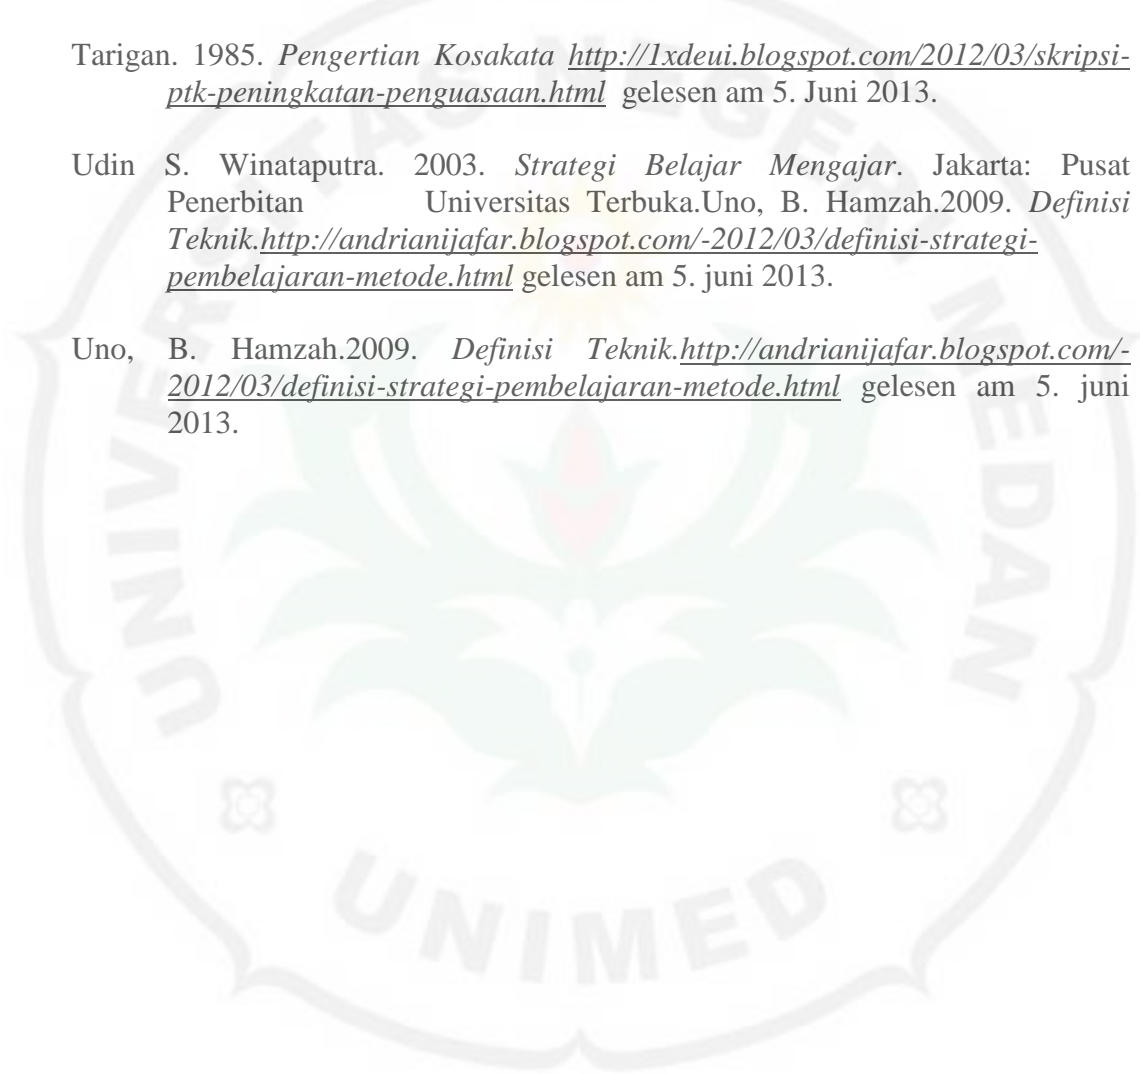 Tarigan. 1985. Pengertian Kosakata http://1xdeui.blogspot.com/2012/03/skripsi-
ptk-peningkatan-penguasaan.html gelesen am 5. Juni 2013.
Udin S. Winataputra. 2003. Strategi Belajar Mengajar. Jakarta: Pusat
Penerbitan Universitas Terbuka.Uno, B. Hamzah.2009. Definisi
Teknik.http://andrianijafar.blogspot.com/-2012/03/definisi-strategi-
pembelajaran-metode.html gelesen am 5. juni 2013.
Uno, B. Hamzah.2009. Definisi Teknik.http://andrianijafar.blogspot.com/-
2012/03/definisi-strategi-pembelajaran-metode.html gelesen am 5. juni
2013.
UNIVERSITAS NEGERI MEDAN
UNIMED